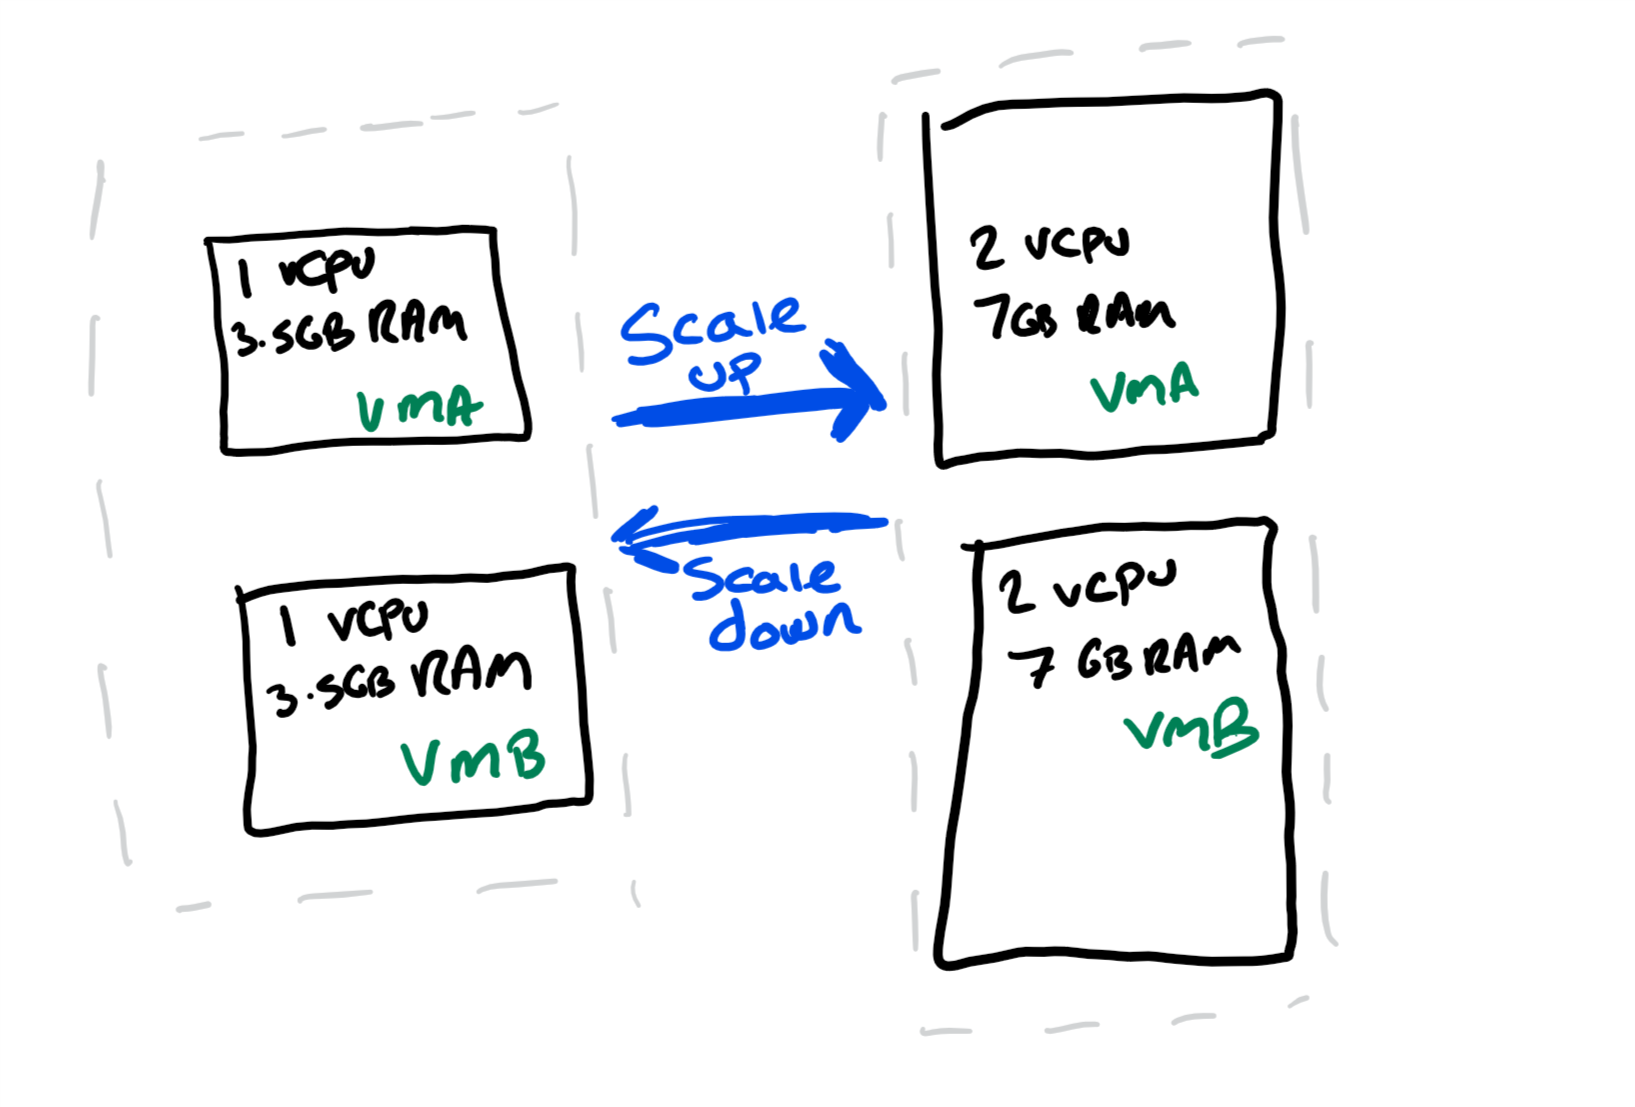 1 vCPU
3.5GB RAM
VMA
1 vCPU
3.5GB RAM
VMB
Scale
up
Scale
down
2 vCPU
7GB RAM
VMA
2 vCPU
7 GB RAM
VMB